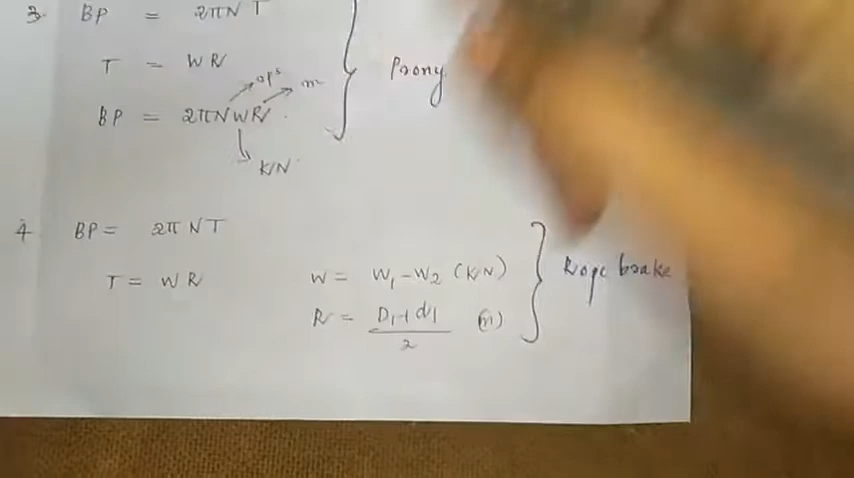 3. BP = 2πNT
T = WR
rps
m
Prony
BP = 2πNWR
KN
4. BP = 2πNT
T = WR W = W₁-W₂ (KN)
Rope brake
R = D₁+d₁ (m)
2